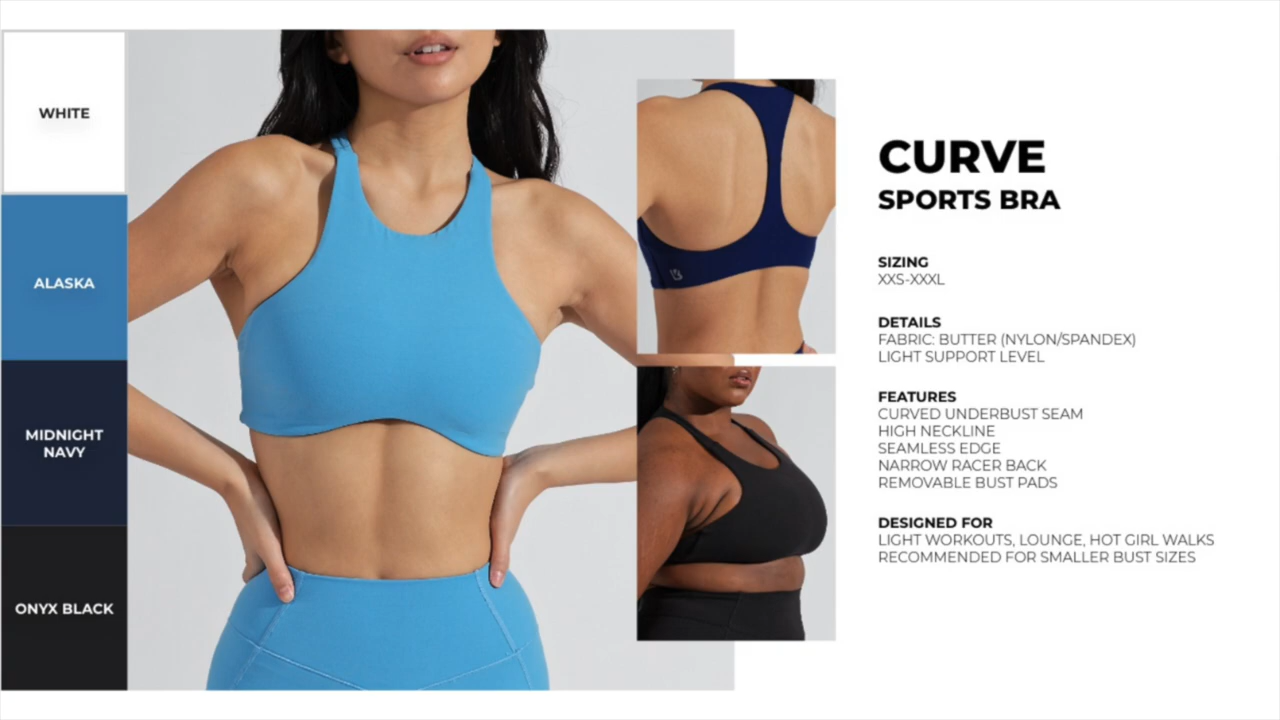 WHITE
ALASKA
MIDNIGHT
NAVY
ONYX BLACK
CURVE
SPORTS BRA
SIZING
XXS-XXXL
DETAILS
FABRIC: BUTTER (NYLON/SPANDEX)
LIGHT SUPPORT LEVEL
FEATURES
CURVED UNDERBUST SEAM
HIGH NECKLINE
SEAMLESS EDGE
NARROW RACER BACK
REMOVABLE BUST PADS
DESIGNED FOR
LIGHT WORKOUTS, LOUNGE, HOT GIRL WALKS
RECOMMENDED FOR SMALLER BUST SIZES